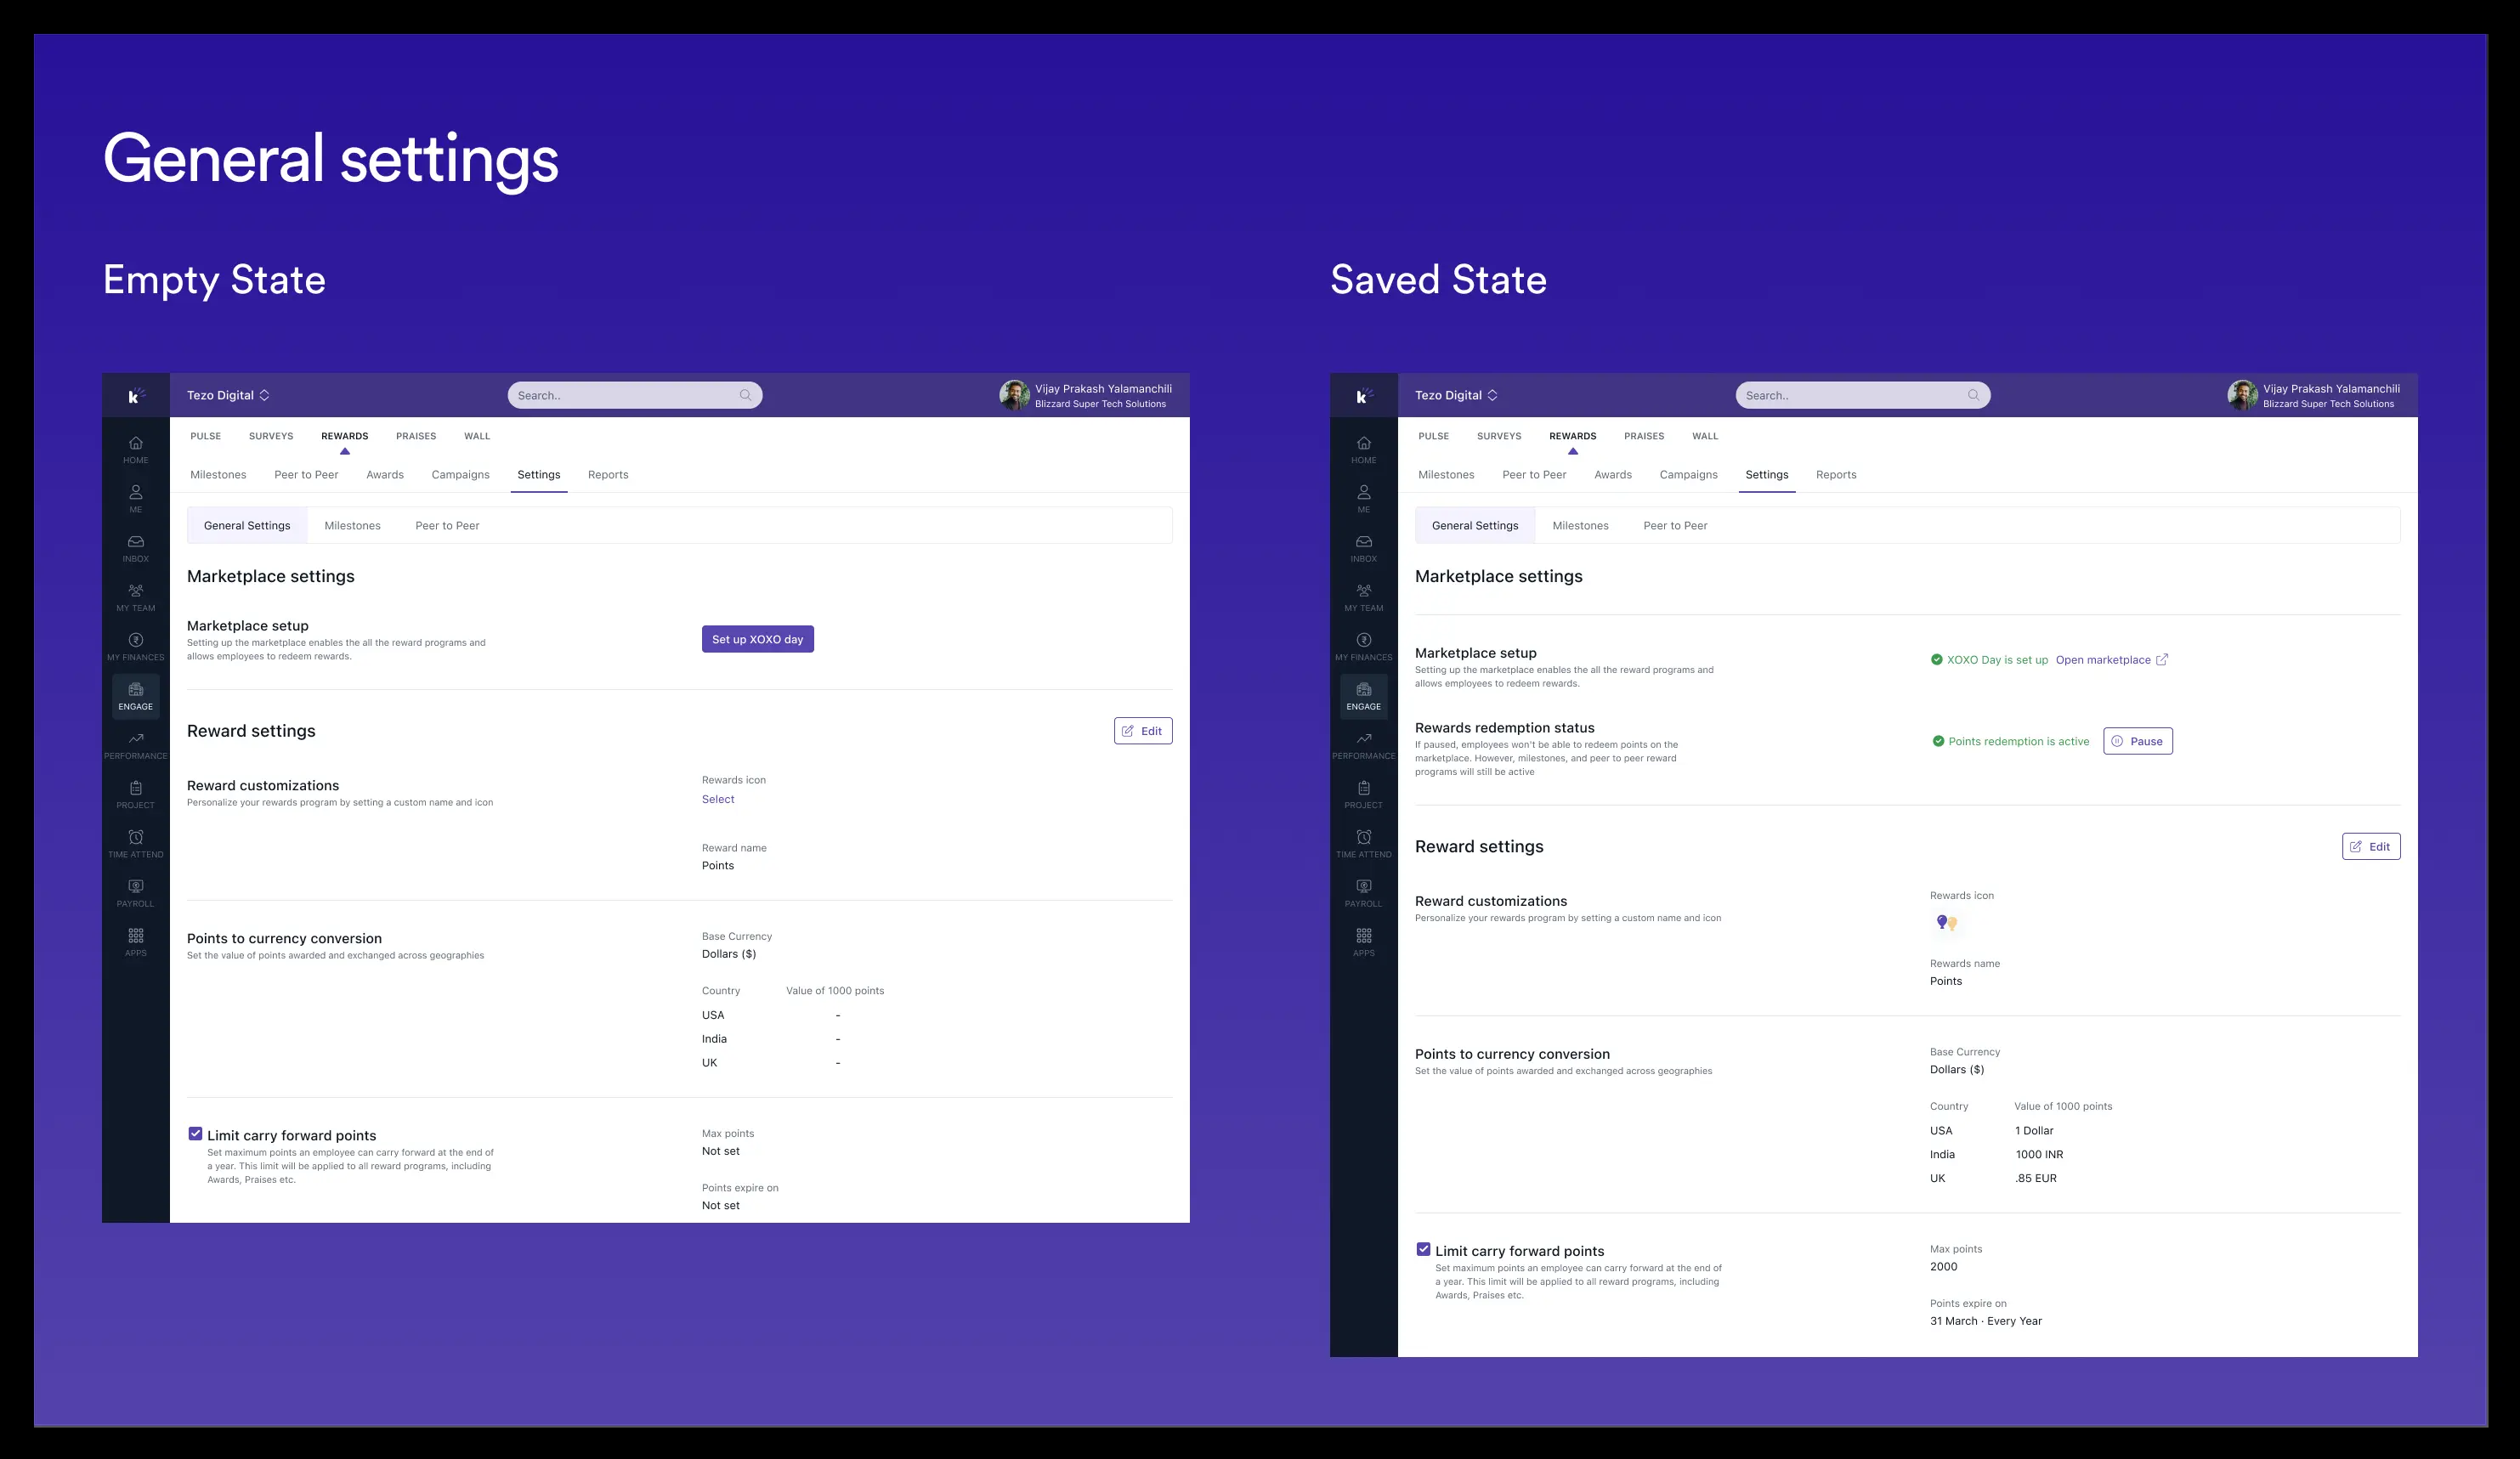 General settings
Empty State
k
Tezo Digital
Search..
Vijay Prakash Yalamanchili
Blizzard Super Tech Solutions
HOME
ME
INBOX
MY TEAM
MY FINANCES
ENGAGE
PERFORMANCE
PROJECT
TIME ATTEND
PAYROLL
APPS
PULSE SURVEYS REWARDS PRAISES WALL
Milestones Peer to Peer Awards Campaigns Settings Reports
General Settings Milestones Peer to Peer
Marketplace settings
Marketplace setup
Setting up the marketplace enables the all the reward programs and
allows employees to redeem rewards.
Set up XOXO day
Reward settings
Edit
Reward customizations
Personalize your rewards program by setting a custom name and icon
Rewards icon
Select
Reward name
Points
Points to currency conversion
Set the value of points awarded and exchanged across geographies
Base Currency
Dollars ($)
Country Value of 1000 points
USA -
India -
UK -
Limit carry forward points
Set maximum points an employee can carry forward at the end of
a year. This limit will be applied to all reward programs, including
Awards, Praises etc.
Max points
Not set
Points expire on
Not set
Saved State
k
Tezo Digital
Search..
Vijay Prakash Yalamanchili
Blizzard Super Tech Solutions
HOME
ME
INBOX
MY TEAM
MY FINANCES
ENGAGE
PERFORMANCE
PROJECT
TIME ATTEND
PAYROLL
APPS
PULSE SURVEYS REWARDS PRAISES WALL
Milestones Peer to Peer Awards Campaigns Settings Reports
General Settings Milestones Peer to Peer
Marketplace settings
Marketplace setup
Setting up the marketplace enables the all the reward programs and
allows employees to redeem rewards.
XOXO Day is set up Open marketplace
Rewards redemption status
If paused, employees won't be able to redeem points on the
marketplace. However, milestones, and peer to peer reward
programs will still be active
Points redemption is active Pause
Reward settings
Edit
Reward customizations
Personalize your rewards program by setting a custom name and icon
Rewards icon
Rewards name
Points
Points to currency conversion
Set the value of points awarded and exchanged across geographies
Base Currency
Dollars ($)
Country Value of 1000 points
USA 1 Dollar
India 1000 INR
UK .85 EUR
Limit carry forward points
Set maximum points an employee can carry forward at the end of
a year. This limit will be applied to all reward programs, including
Awards, Praises etc.
Max points
2000
Points expire on
31 March · Every Year